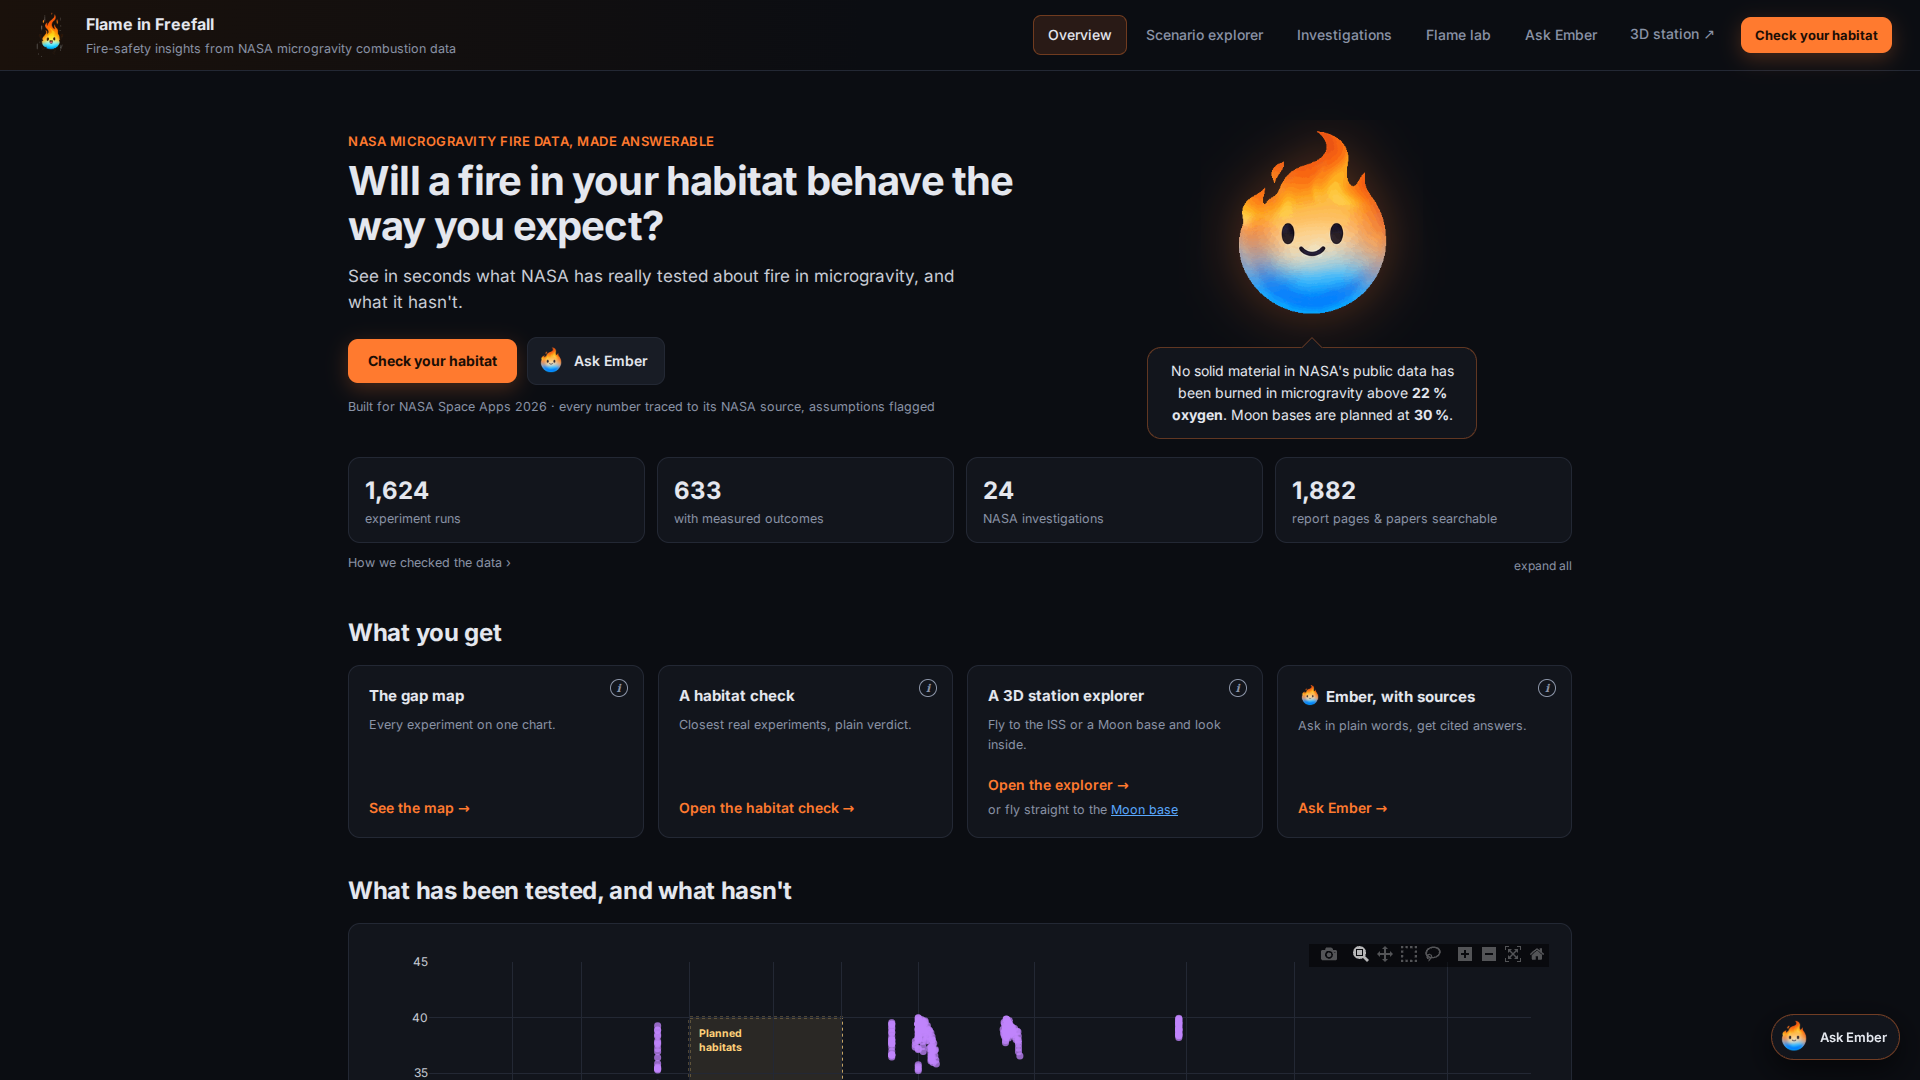 Flame in Freefall
Fire-safety insights from NASA microgravity combustion data
Overview
Scenario explorer
Investigations
Flame lab
Ask Ember
3D station ↗
Check your habitat
NASA MICROGRAVITY FIRE DATA, MADE ANSWERABLE
Will a fire in your habitat behave the
way you expect?
See in seconds what NASA has really tested about fire in microgravity, and
what it hasn't.
Check your habitat
Ask Ember
Built for NASA Space Apps 2026 · every number traced to its NASA source, assumptions flagged
No solid material in NASA's public data has
been burned in microgravity above 22 %
oxygen. Moon bases are planned at 30 %.
1,624
experiment runs
633
with measured outcomes
24
NASA investigations
1,882
report pages & papers searchable
How we checked the data ›
expand all
What you get
The gap map
i
Every experiment on one chart.
See the map →
A habitat check
i
Closest real experiments, plain verdict.
Open the habitat check →
A 3D station explorer
i
Fly to the ISS or a Moon base and look
inside.
Open the explorer →
or fly straight to the Moon base
Ember, with sources
i
Ask in plain words, get cited answers.
Ask Ember →
What has been tested, and what hasn't
45
40
35
Planned
habitats
Ask Ember